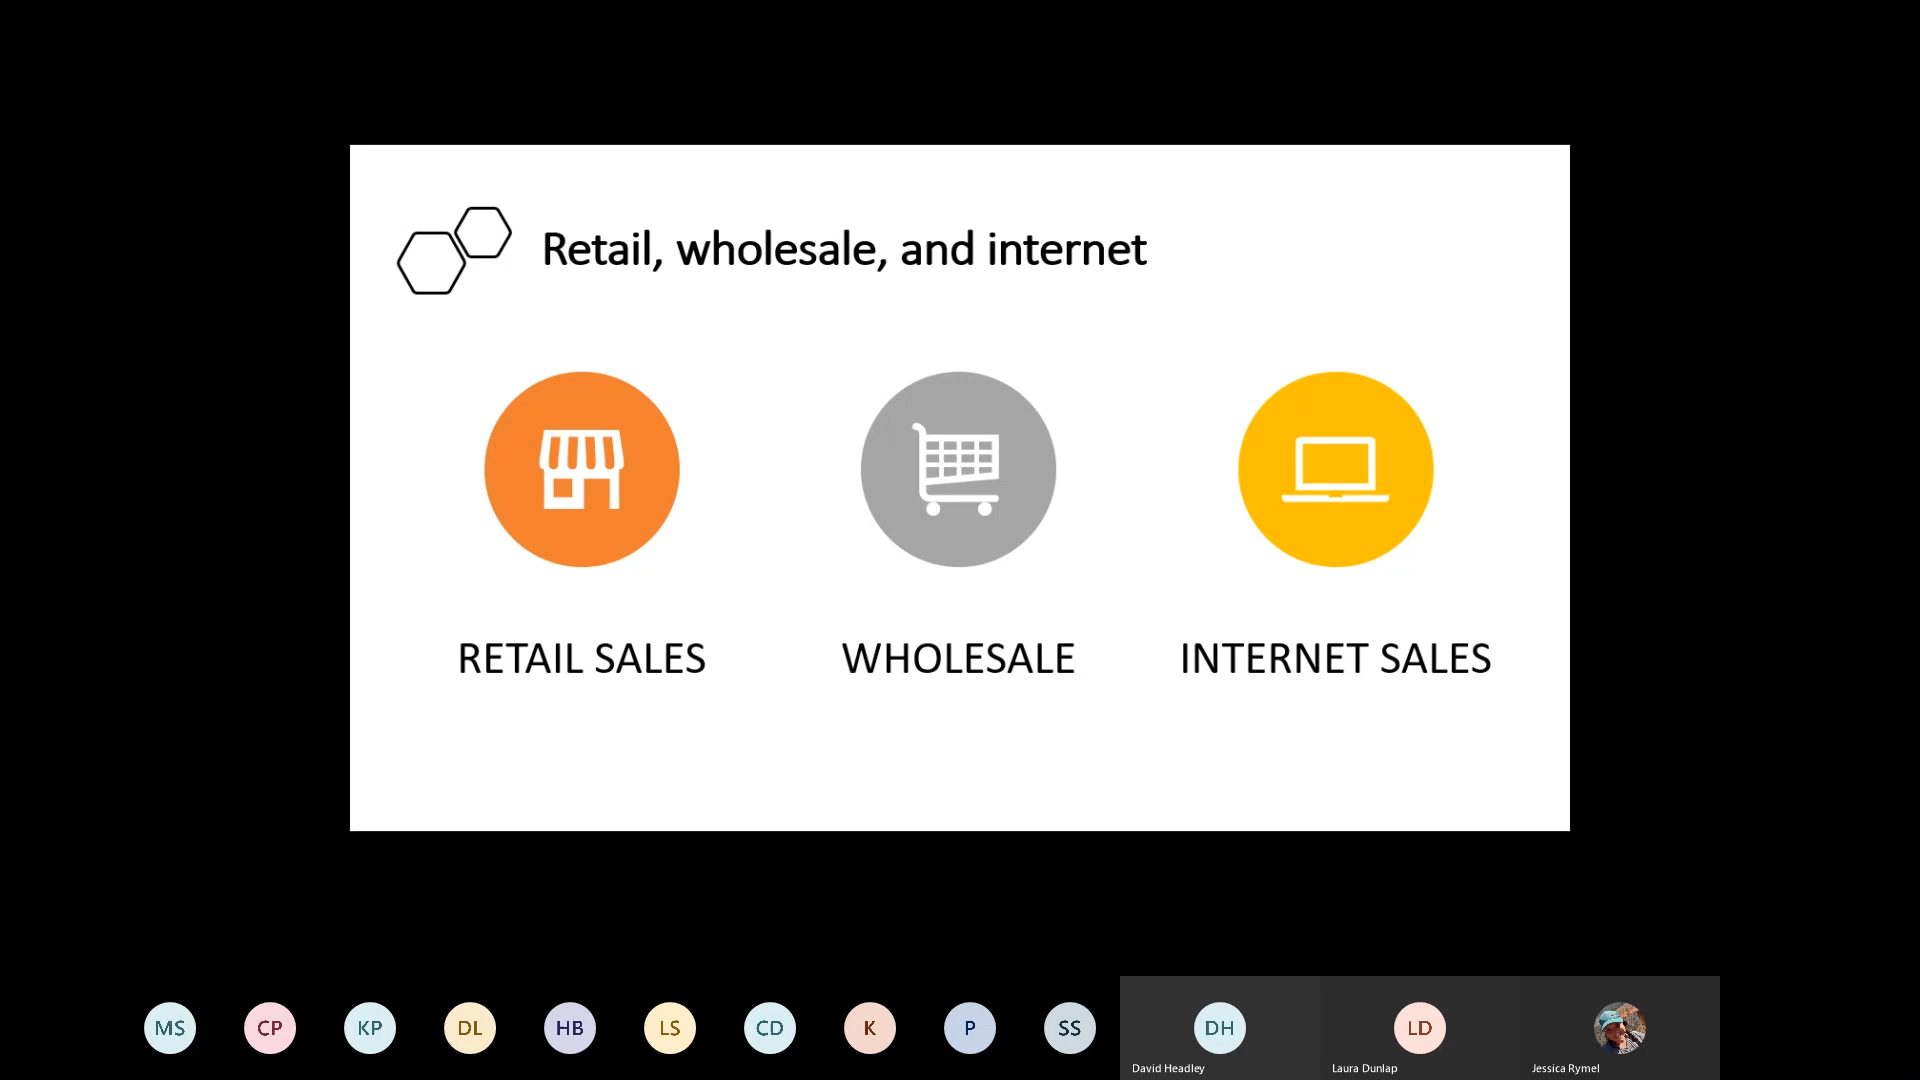 Retail, wholesale, and internet
RETAIL SALES
WHOLESALE
INTERNET SALES
MS
CP
KP
DL
HB
LS
CD
K
P
SS
DH
LD
David Headley
Laura Dunlap
Jessica Rymel